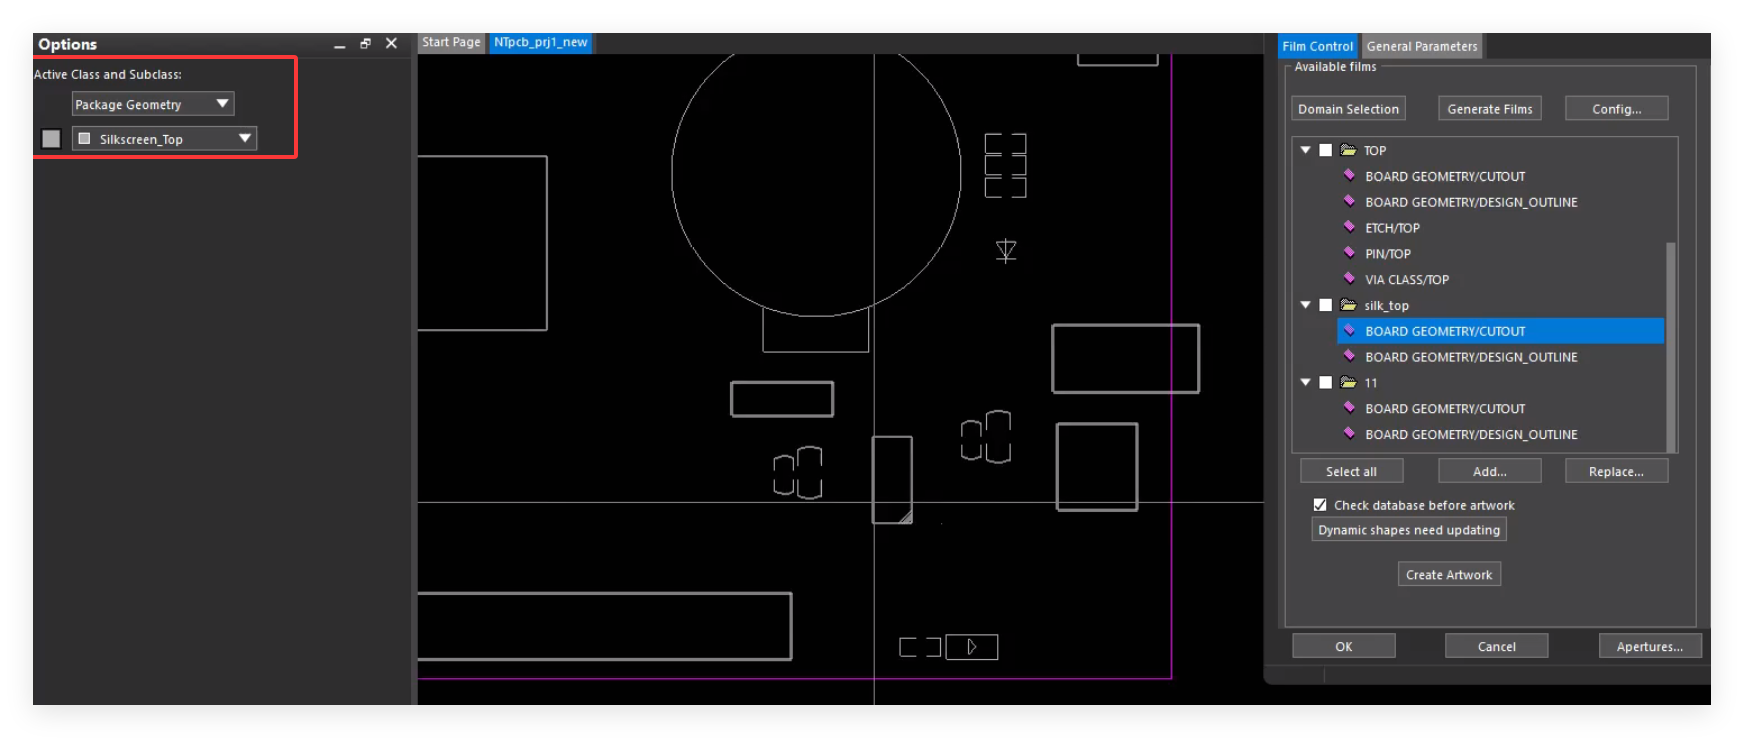 Options
Active Class and Subclass:
Package Geometry
Silkscreen_Top
Start Page
NTpcb_prj1_new
Film Control
General Parameters
Available films
Domain Selection
Generate Films
Config...
TOP
BOARD GEOMETRY/CUTOUT
BOARD GEOMETRY/DESIGN_OUTLINE
ETCH/TOP
PIN/TOP
VIA CLASS/TOP
silk_top
BOARD GEOMETRY/CUTOUT
BOARD GEOMETRY/DESIGN_OUTLINE
11
BOARD GEOMETRY/CUTOUT
BOARD GEOMETRY/DESIGN_OUTLINE
Select all
Add...
Replace...
Check database before artwork
Dynamic shapes need updating
Create Artwork
OK
Cancel
Apertures...